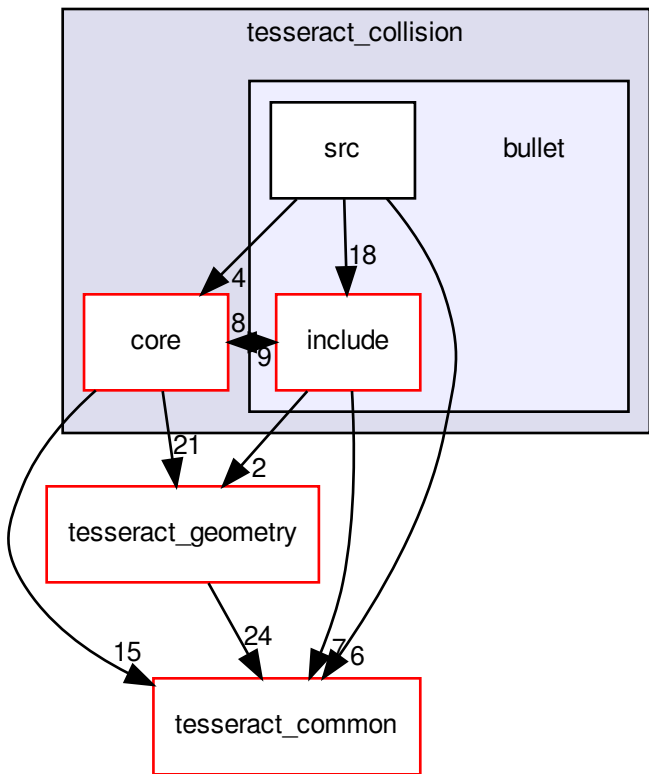 tesseract_collision
src
bullet
4
18
core
8
9
include
21
2
tesseract_geometry
15
24
7
6
tesseract_common